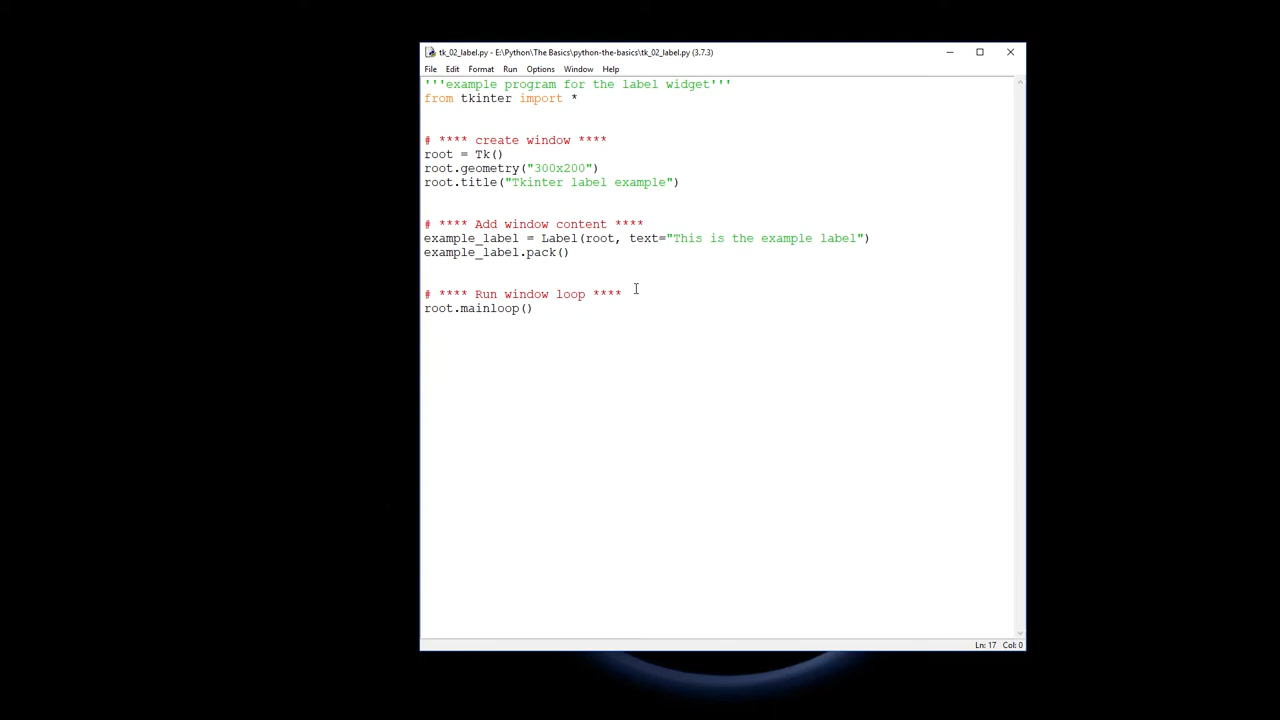 tk_02_label.py - E:\Python\The Basics\python-the-basics\tk_02_label.py (3.7.3)
File Edit Format Run Options Window Help
'''example program for the label widget'''
from tkinter import *
# **** create window ****
root = Tk()
root.geometry("300x200")
root.title("Tkinter label example")
# **** Add window content ****
example_label = Label(root, text="This is the example label")
example_label.pack()
# **** Run window loop ****
root.mainloop()
Ln: 17 Col: 0